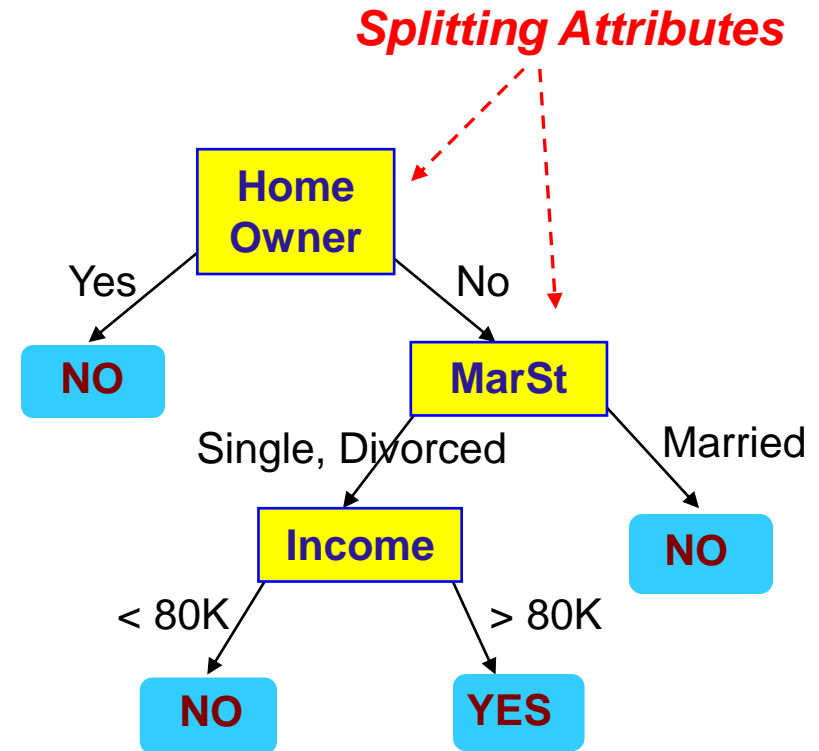 Splitting Attributes
Home
Owner
Yes
No
NO
MarSt
Single, Divorced
Married
Income
NO
< 80K
> 80K
NO
YES